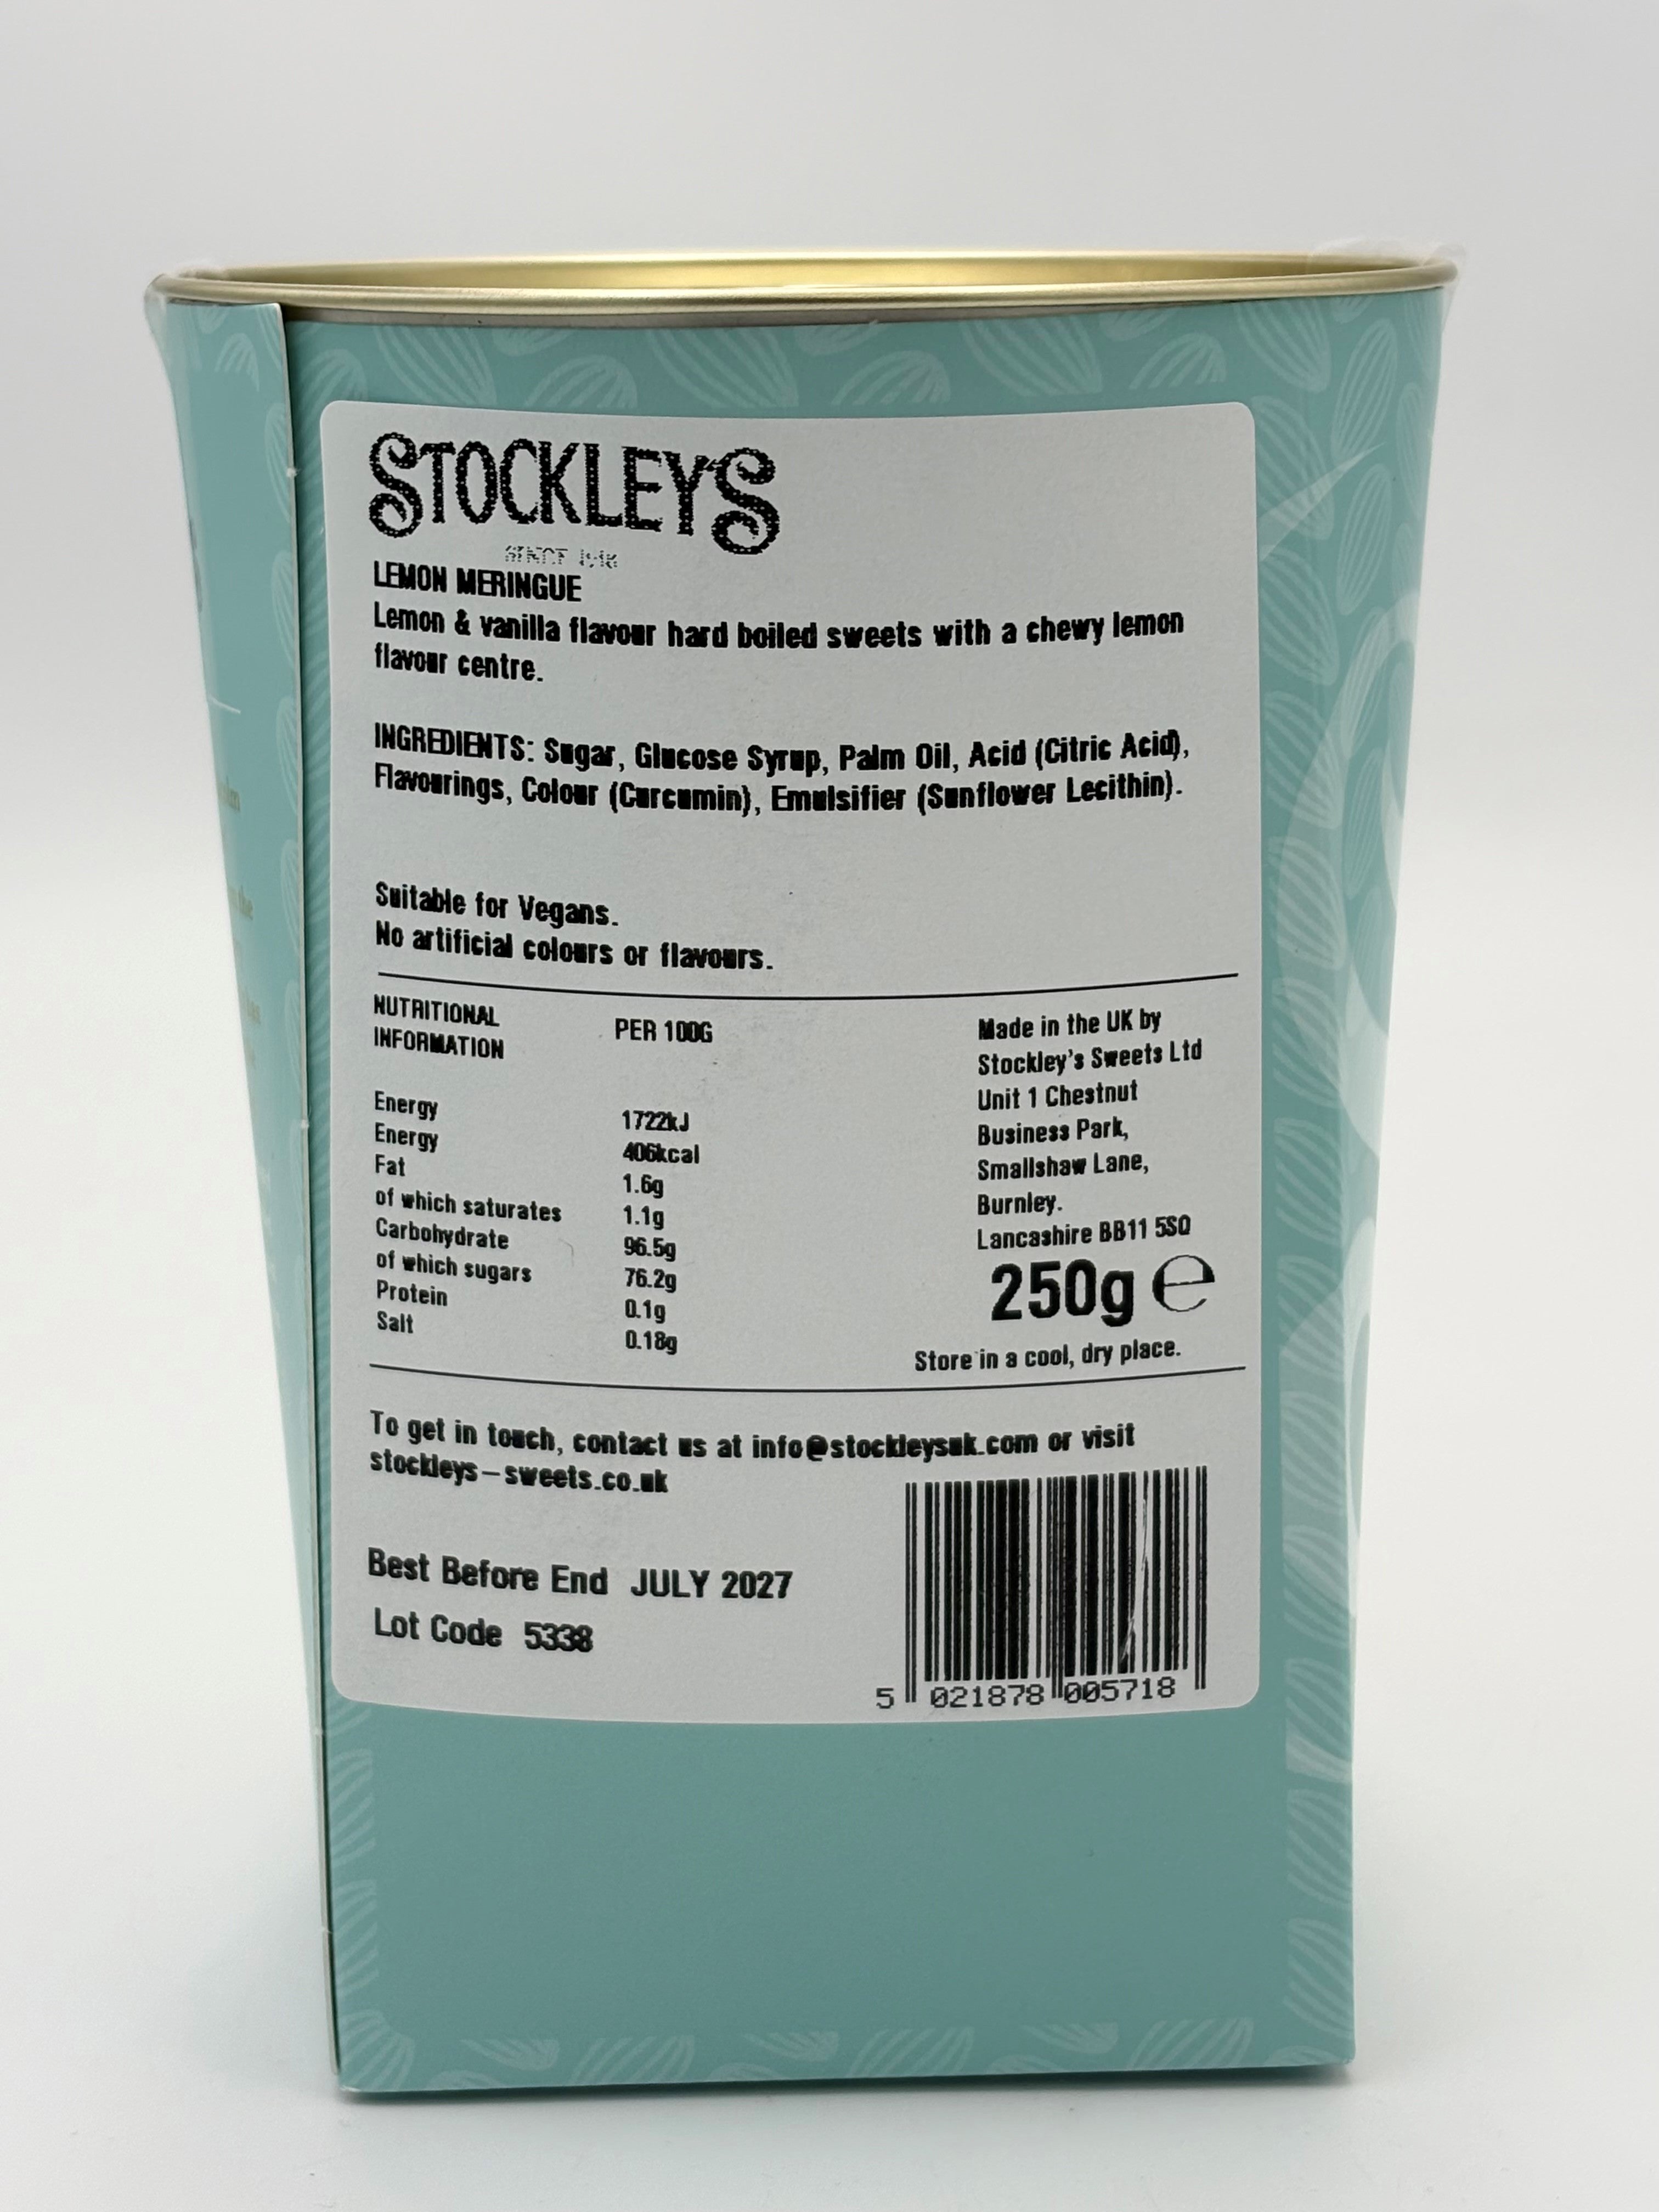 STOCKLEYS
SINCE 1918
LEMON MERINGUE
Lemon & vanilla flavour hard boiled sweets with a chewy lemon
flavour centre.
INGREDIENTS: Sugar, Glucose Syrup, Palm Oil, Acid (Citric Acid),
Flavourings, Colour (Curcumin), Emulsifier (Sunflower Lecithin).
Suitable for Vegans.
No artificial colours or flavours.
NUTRITIONAL
INFORMATION
PER 100G
Energy 1722kJ
Energy 406kcal
Fat 1.6g
of which saturates 1.1g
Carbohydrate 96.5g
of which sugars 76.2g
Protein 0.1g
Salt 0.18g
Made in the UK by
Stockley's Sweets Ltd
Unit 1 Chestnut
Business Park,
Smallshaw Lane,
Burnley.
Lancashire BB11 5SQ
250g e
Store in a cool, dry place.
To get in touch, contact us at info@stockleysuk.com or visit
stockleys-sweets.co.uk
Best Before End JULY 2027
Lot Code 5338
5 021878 005718